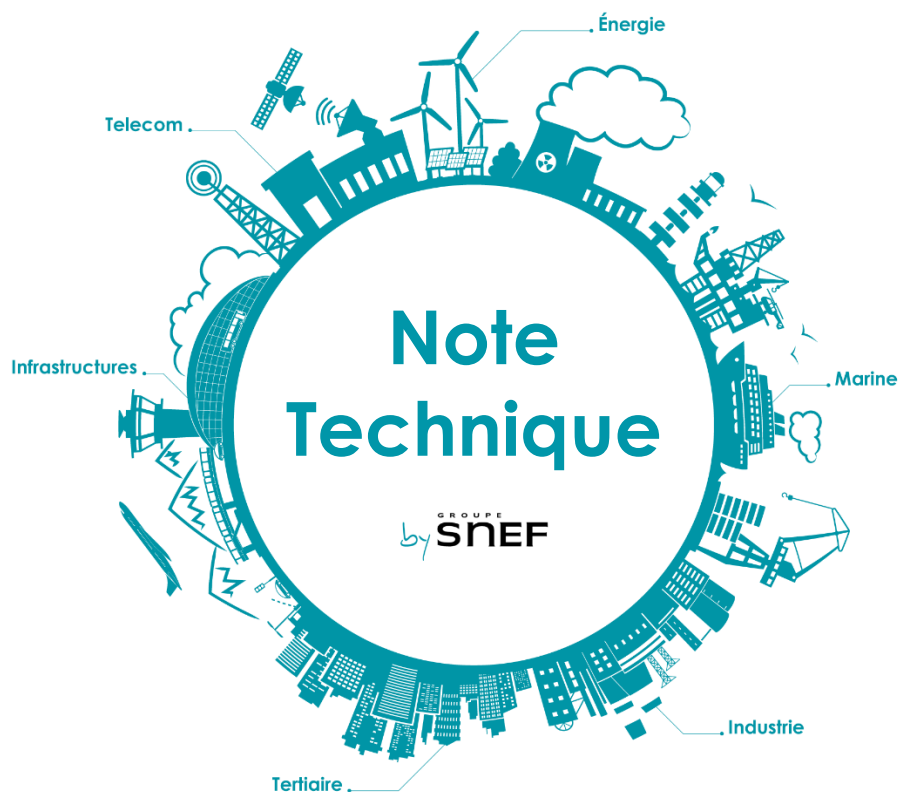 Énergie
Telecom
Infrastructures
Note
Technique
Marine
GROUPE
by SNEF
Industrie
Tertiaire